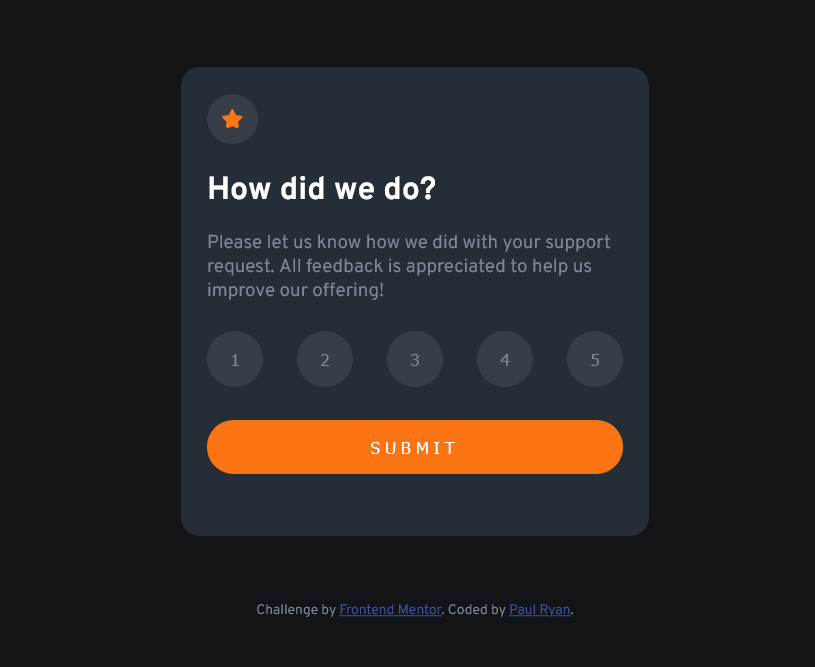 How did we do?
Please let us know how we did with your support
request. All feedback is appreciated to help us
improve our offering!
1 2 3 4 5
SUBMIT
Challenge by Frontend Mentor. Coded by Paul Ryan.